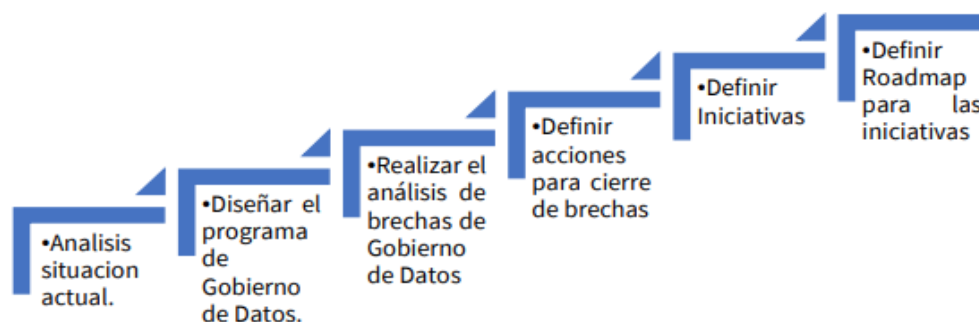 •Analisis
situacion
actual.
•Diseñar el
programa
de
Gobierno
de Datos.
•Realizar el
análisis de
brechas de
Gobierno
de Datos
•Definir
acciones
para cierre
de brechas
•Definir
Iniciativas
•Definir
Roadmap
para las
iniciativas